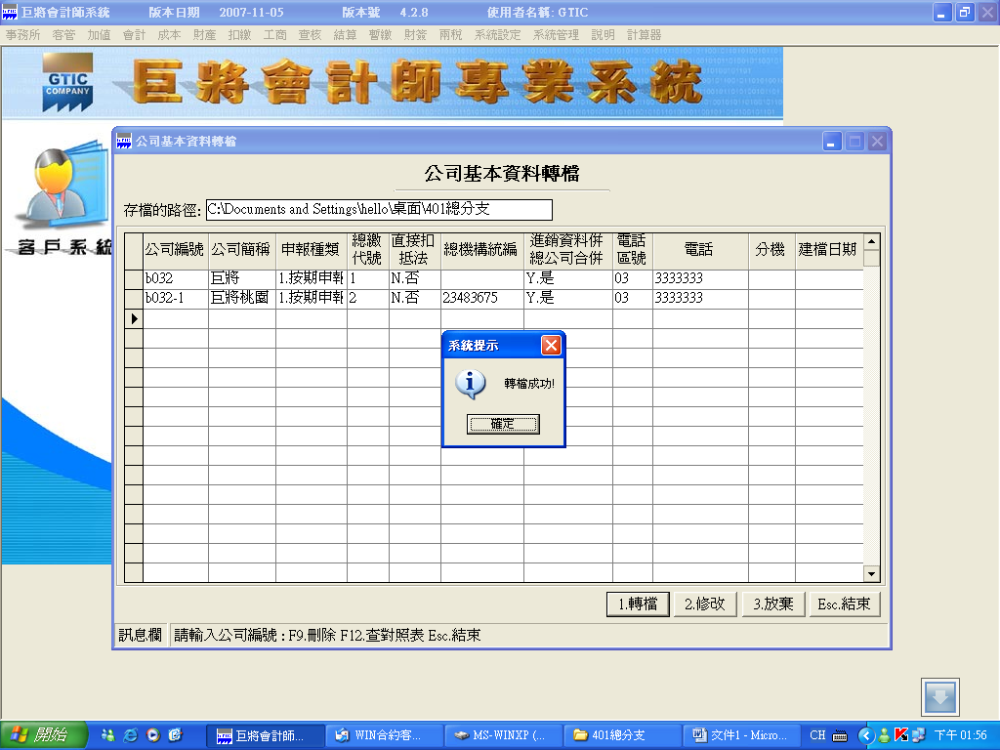 巨將會計師系統 版本日期 2007-11-05 版本號 4.2.8 使用者名稱: GTIC
事務所 客管 加值 會計 成本 財產 扣繳 工商 查核 結算 暫繳 財簽 兩稅 系統設定 系統管理 說明 計算器
GTIC
COMPANY
巨將會計師專業系統
客戶系統
公司基本資料轉檔
公司基本資料轉檔
存檔的路徑: C:\Documents and Settings\hello\桌面\401總分支
公司編號 公司簡稱 申報種類 總繳代號 直接扣抵法 總機構統編 進銷資料併總公司合併 電話區號 電話 分機 建檔日期
b032 巨將 1.按期申報 1 N.否 Y.是 03 3333333
b032-1 巨將桃園 1.按期申報 2 N.否 23483675 Y.是 03 3333333
系統提示
轉檔成功!
確定
1.轉檔 2.修改 3.放棄 Esc.結束
訊息欄 請輸入公司編號 : F9.刪除 F12.查對照表 Esc.結束
開始 巨將會計師... WIN合約客... MS-WINXP (... 401總分支 文件1 - Micro... CH 下午 01:56